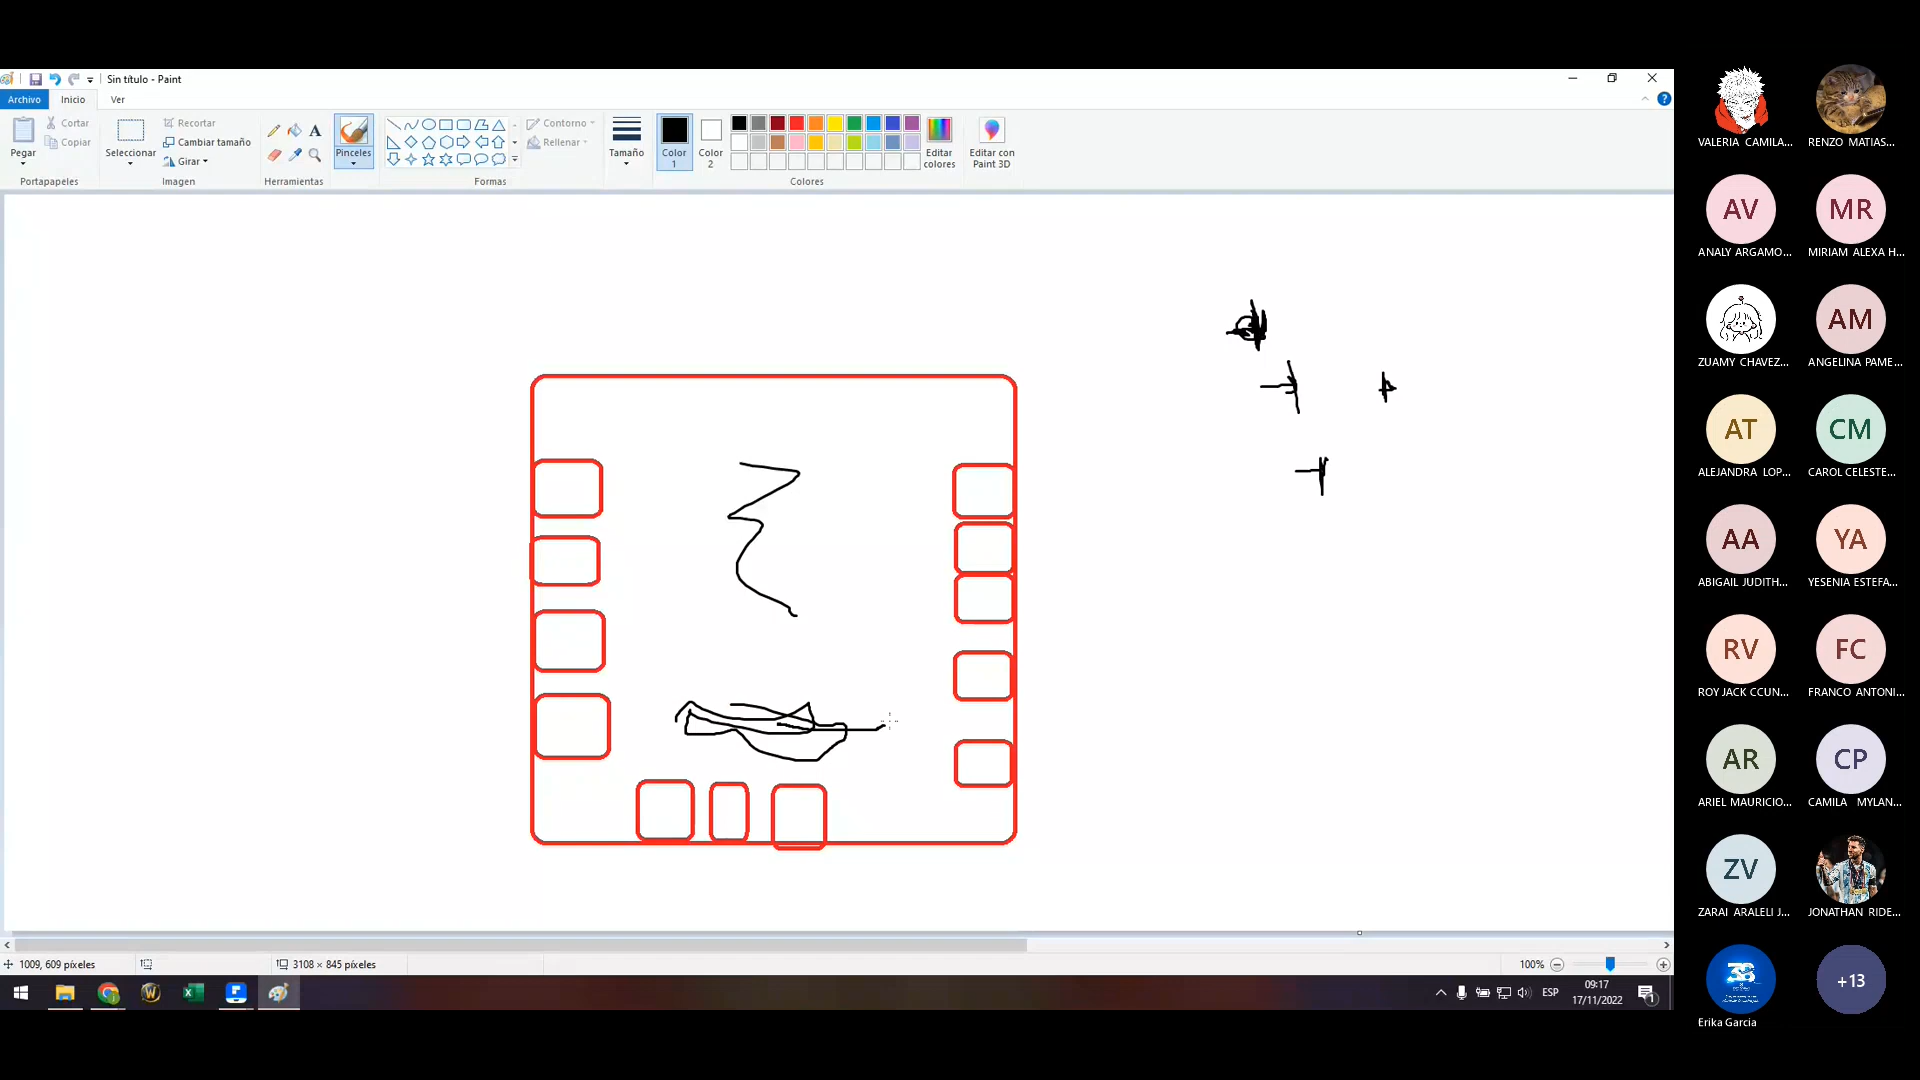 Sin título - Paint
Archivo Inicio Ver
Pegar
Cortar
Copiar
Portapapeles
Seleccionar
Recortar
Cambiar tamaño
Girar
Imagen
A
Herramientas
Pinceles
Contorno
Rellenar
Formas
Tamaño
Color 1
Color 2
Editar colores
Editar con Paint 3D
Colores
1009, 609 píxeles
3108 × 845 píxeles
100%
ESP
09:17
17/11/2022
1
VALERIA CAMILA...
RENZO MATIAS...
AV
ANALY ARGAMO...
MR
MIRIAM ALEXA H...
ZUAMY CHAVEZ...
AM
ANGELINA PAME...
AT
ALEJANDRA LOP...
CM
CAROL CELESTE...
AA
ABIGAIL JUDITH...
YA
YESENIA ESTEFA...
RV
ROY JACK CCUN...
FC
FRANCO ANTONI...
AR
ARIEL MAURICIO...
CP
CAMILA MYLAN...
ZV
ZARAI ARALELI J...
JONATHAN RIDE...
Erika Garcia
+13